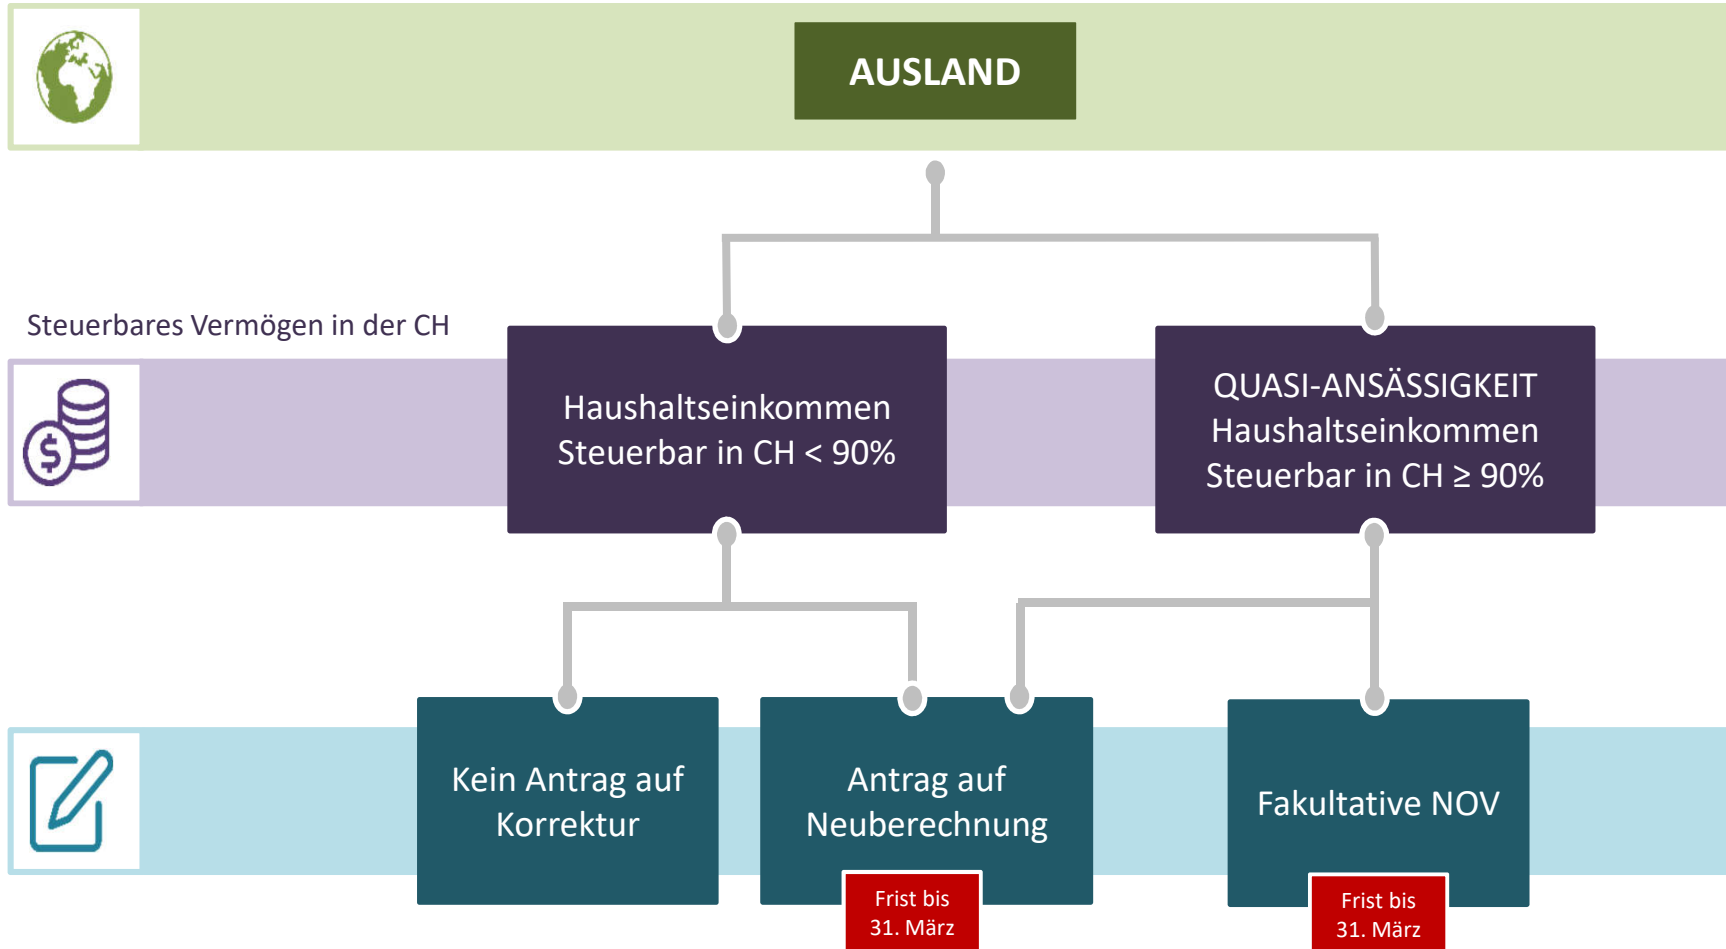 AUSLAND
Steuerbares Vermögen in der CH
Haushaltseinkommen
Steuerbar in CH < 90%
QUASI-ANSÄSSIGKEIT
Haushaltseinkommen
Steuerbar in CH ≥ 90%
Kein Antrag auf
Korrektur
Antrag auf
Neuberechnung
Frist bis
31. März
Fakultative NOV
Frist bis
31. März